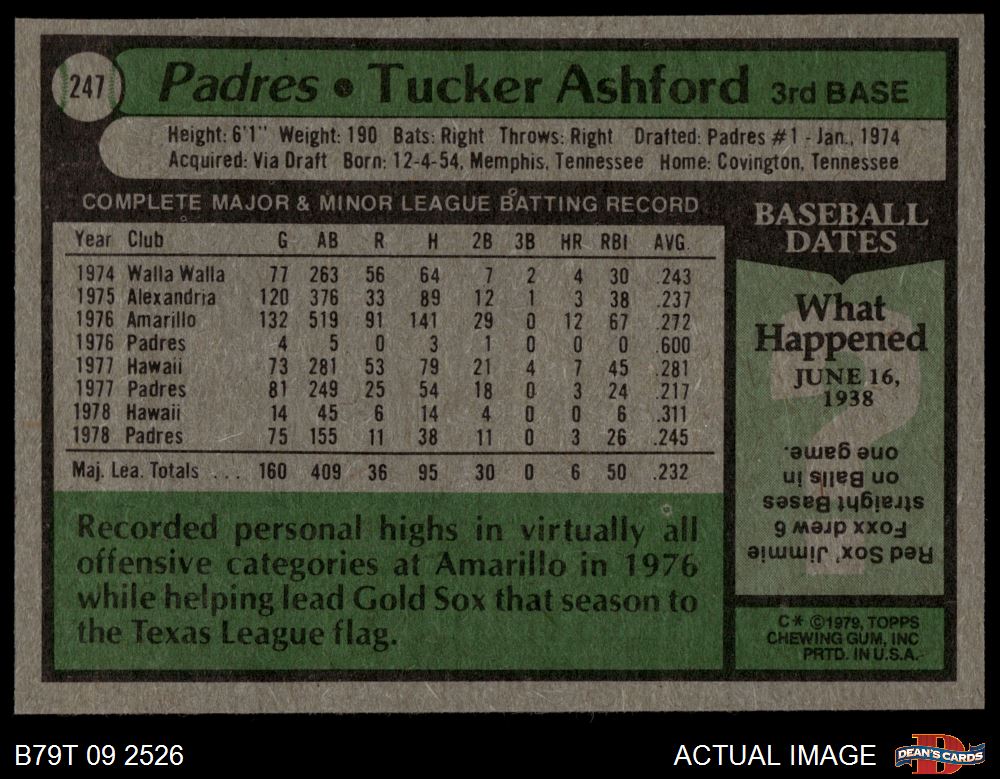 247
Padres • Tucker Ashford 3rd BASE
Height: 6'1" Weight: 190 Bats: Right Throws: Right Drafted: Padres #1 - Jan., 1974
Acquired: Via Draft Born: 12-4-54, Memphis, Tennessee Home: Covington, Tennessee
COMPLETE MAJOR & MINOR LEAGUE BATTING RECORD
Year Club G AB R H 2B 3B HR RBI AVG.
1974 Walla Walla 77 263 56 64 7 2 4 30 .243
1975 Alexandria 120 376 33 89 12 1 3 38 .237
1976 Amarillo 132 519 91 141 29 0 12 67 .272
1976 Padres 4 5 0 3 1 0 0 0 .600
1977 Hawaii 73 281 53 79 21 4 7 45 .281
1977 Padres 81 249 25 54 18 0 3 24 .217
1978 Hawaii 14 45 6 14 4 0 0 6 .311
1978 Padres 75 155 11 38 11 0 3 26 .245
Maj. Lea. Totals ... 160 409 36 95 30 0 6 50 .232
Recorded personal highs in virtually all
offensive categories at Amarillo in 1976
while helping lead Gold Sox that season to
the Texas League flag.
BASEBALL
DATES
What
Happened
JUNE 16,
1938
?
Red Sox' Jimmie
Foxx drew 6
straight Bases
on Balls in
one game.
C* ©1979, TOPPS
CHEWING GUM, INC
PRTD. IN U.S.A.
B79T 09 2526
ACTUAL IMAGE
D
DEAN'S CARDS